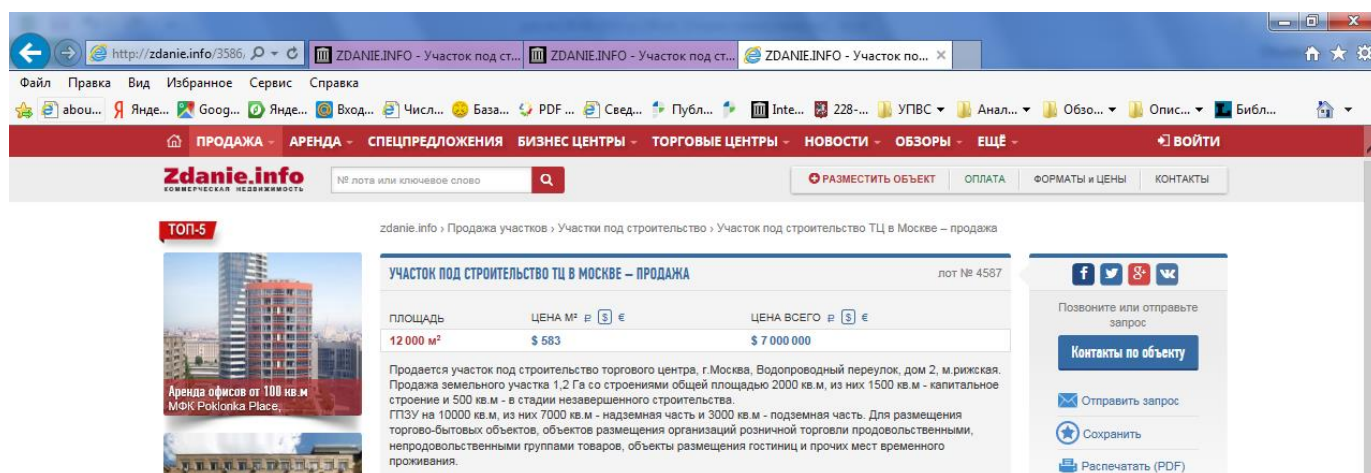 http://zdanie.info/3586,
ZDANIE.INFO - Участок под ст...
ZDANIE.INFO - Участок под ст...
ZDANIE.INFO - Участок по...
Файл Правка Вид Избранное Сервис Справка
abou... Янде... Goog... Янде... Вход... Числ... База... PDF ... Свед... Публ... Inte... 228-... УПВС Анал... Обзо... Опис... Библ...
ПРОДАЖА АРЕНДА СПЕЦПРЕДЛОЖЕНИЯ БИЗНЕС ЦЕНТРЫ ТОРГОВЫЕ ЦЕНТРЫ НОВОСТИ ОБЗОРЫ ЕЩЁ ВОЙТИ
Zdanie.info
КОММЕРЧЕСКАЯ НЕДВИЖИМОСТЬ
№ лота или ключевое слово
РАЗМЕСТИТЬ ОБЪЕКТ ОПЛАТА ФОРМАТЫ и ЦЕНЫ КОНТАКТЫ
ТОП-5
zdanie.info › Продажа участков › Участки под строительство › Участок под строительство ТЦ в Москве – продажа
Аренда офисов от 100 кв.м
МФК Poklonka Place,
УЧАСТОК ПОД СТРОИТЕЛЬСТВО ТЦ В МОСКВЕ – ПРОДАЖА лот № 4587
ПЛОЩАДЬ ЦЕНА М² ₽ $ € ЦЕНА ВСЕГО ₽ $ €
12 000 м² $ 583 $ 7 000 000
Продается участок под строительство торгового центра, г.Москва, Водопроводный переулок, дом 2, м.рижская.
Продажа земельного участка 1,2 Га со строениями общей площадью 2000 кв.м, из них 1500 кв.м - капитальное
строение и 500 кв.м - в стадии незавершенного строительства.
ГПЗУ на 10000 кв.м, из них 7000 кв.м - надземная часть и 3000 кв.м - подземная часть. Для размещения
торгово-бытовых объектов, объектов размещения организаций розничной торговли продовольственными,
непродовольственными группами товаров, объекты размещения гостиниц и прочих мест временного
проживания.
Позвоните или отправьте
запрос
Контакты по объекту
Отправить запрос
Сохранить
Распечатать (PDF)